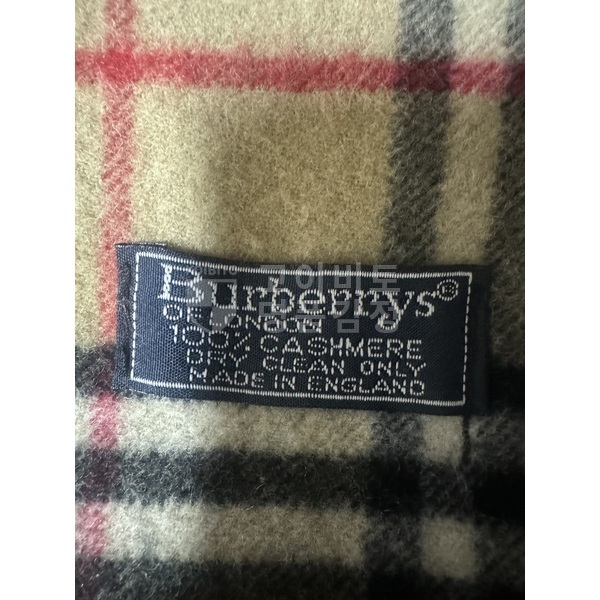 Burberrys®
OF LONDON
100% CASHMERE
DRY CLEAN ONLY
MADE IN ENGLAND